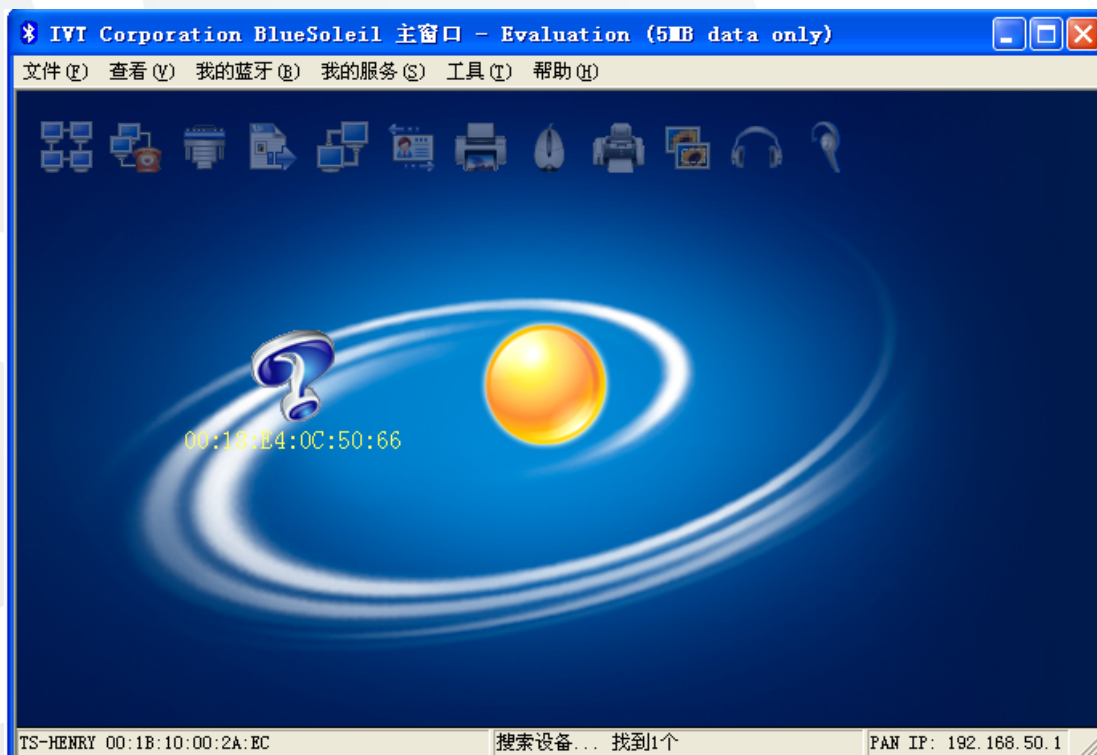 IVT Corporation BlueSoleil 主窗口 - Evaluation (5MB data only)
文件(F) 查看(V) 我的蓝牙(B) 我的服务(S) 工具(T) 帮助(H)
00:18:E4:0C:50:66
TS-HENRY 00:1B:10:00:2A:EC 搜索设备... 找到1个 PAN IP: 192.168.50.1